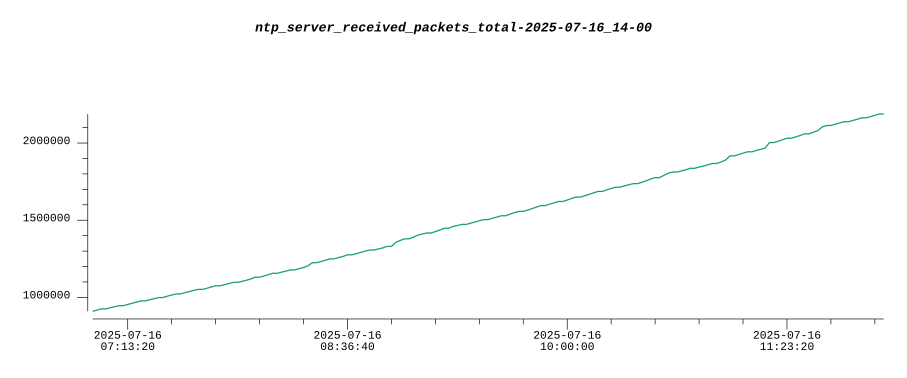 ntp_server_received_packets_total-2025-07-16_14-00
2000000
1500000
1000000
2025-07-16 2025-07-16 2025-07-16 2025-07-16
07:13:20 08:36:40 10:00:00 11:23:20